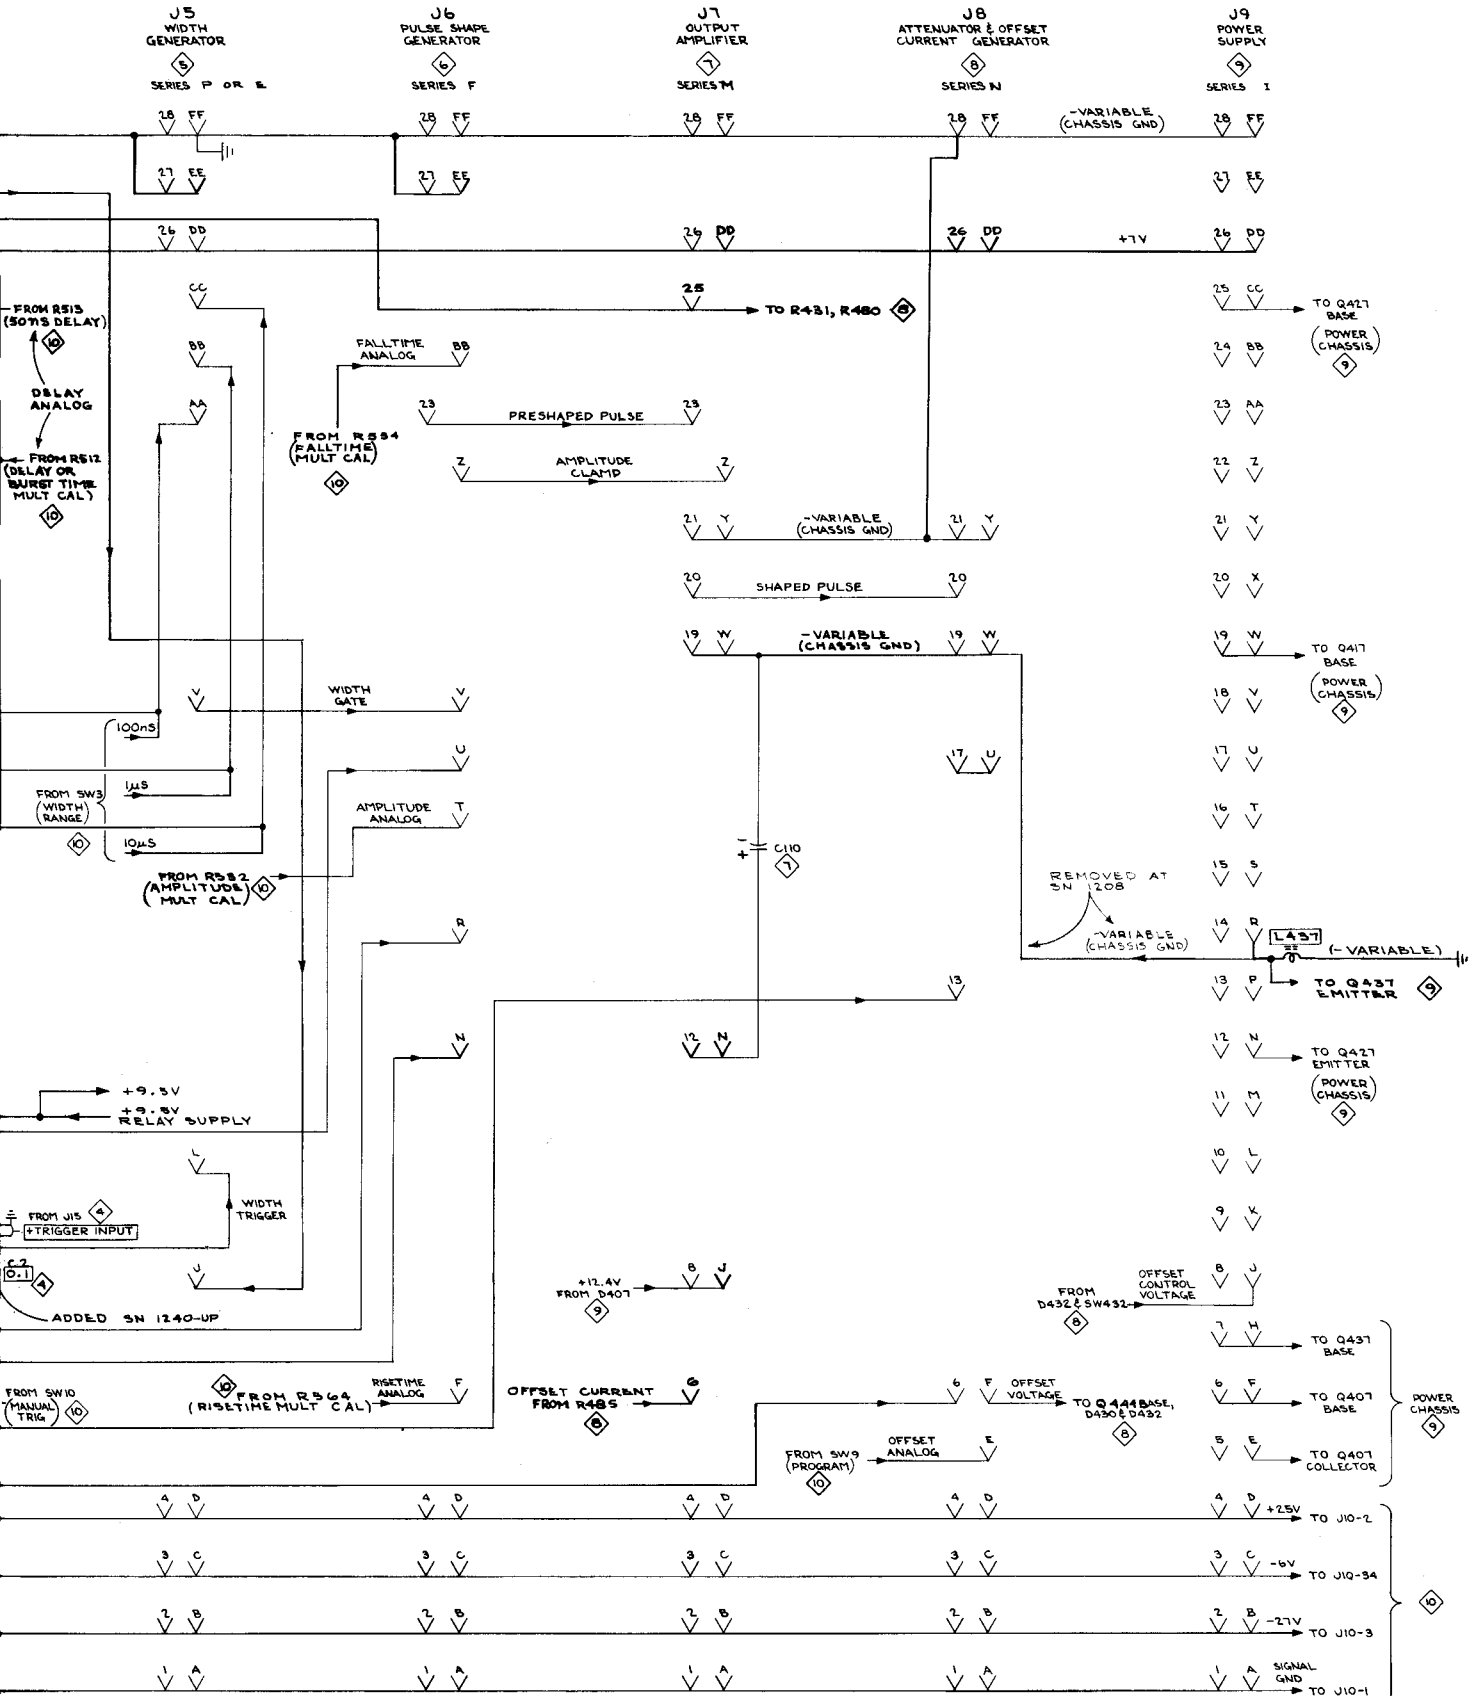 J5
WIDTH
GENERATOR
5
SERIES P OR E
J6
PULSE SHAPE
GENERATOR
6
SERIES F
J7
OUTPUT
AMPLIFIER
7
SERIES M
J8
ATTENUATOR & OFFSET
CURRENT GENERATOR
8
SERIES N
J9
POWER
SUPPLY
9
SERIES I
28 FF 28 FF 28 FF 28 FF 28 FF
-VARIABLE
(CHASSIS GND)
27 EE 27 EE 27 EE
26 DD 26 DD 26 DD 26 DD
+7V
CC 25 25 CC
FROM R513
(50nS DELAY)
10
TO R431, R480 8
TO Q427
BASE
(POWER
CHASSIS)
9
BB
FALLTIME
ANALOG
BB 24 BB
DELAY
ANALOG
AA 23
PRESHAPED PULSE
23 23 AA
FROM R554
(FALLTIME)
MULT CAL
10
FROM R512
(DELAY OR
BURST TIME
MULT CAL)
10
Z
AMPLITUDE
CLAMP
Z 22 Z
21 Y
-VARIABLE
(CHASSIS GND)
21 Y 21 Y
20
SHAPED PULSE
20 20 X
19 W
-VARIABLE
(CHASSIS GND)
19 W 19 W
TO Q417
BASE
(POWER
CHASSIS)
9
V
WIDTH
GATE
V 18 V
100nS
U 17 U 17 U
FROM SW3
(WIDTH
RANGE)
10
1µS
10µS
AMPLITUDE
ANALOG
T 16 T
- + C110
7
FROM R582
(AMPLITUDE)
MULT CAL
10
15 S
REMOVED AT
SN 1208
R 14 R
-VARIABLE
(CHASSIS GND)
L437
(-VARIABLE)
TO Q437
EMITTER 9
13 13 P
N 12 N 12 N
TO Q427
EMITTER
(POWER
CHASSIS)
9
+9.5V
+9.5V
RELAY SUPPLY
11 M
L 10 L
WIDTH
TRIGGER
FROM J15 4
+TRIGGER INPUT
9 K
C2
0.1 4
ADDED SN 1240-UP
J
+12.4V
FROM D407
9
8 J
FROM
D432 & SW432
8
OFFSET
CONTROL
VOLTAGE
8 J
7 H
TO Q437
BASE
FROM SW10
(MANUAL
TRIG) 10
10 FROM R564
(RISETIME MULT CAL)
RISETIME
ANALOG
F
OFFSET CURRENT
FROM R485
8
6
6 F
OFFSET
VOLTAGE
TO Q444 BASE,
D430 & D432
8
6 F
TO Q407
BASE
POWER
CHASSIS
9
FROM SW9
(PROGRAM)
10
OFFSET
ANALOG
E
5 E
TO Q407
COLLECTOR
4 D 4 D 4 D 4 D 4 D
+25V
TO J10-2
3 C 3 C 3 C 3 C 3 C
-6V
TO J10-34
10
2 B 2 B 2 B 2 B 2 B
-27V
TO J10-3
1 A 1 A 1 A 1 A 1 A
SIGNAL
GND
TO J10-1